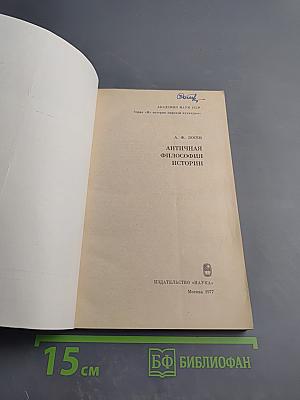 АКАДЕМИЯ НАУК СССР
Серия «Из истории мировой культуры»
А. Ф. ЛОСЕВ
АНТИЧНАЯ
ФИЛОСОФИЯ
ИСТОРИИ
ИЗДАТЕЛЬСТВО «НАУКА»
Москва 1977
15 см
БФ БИБЛИОФАН